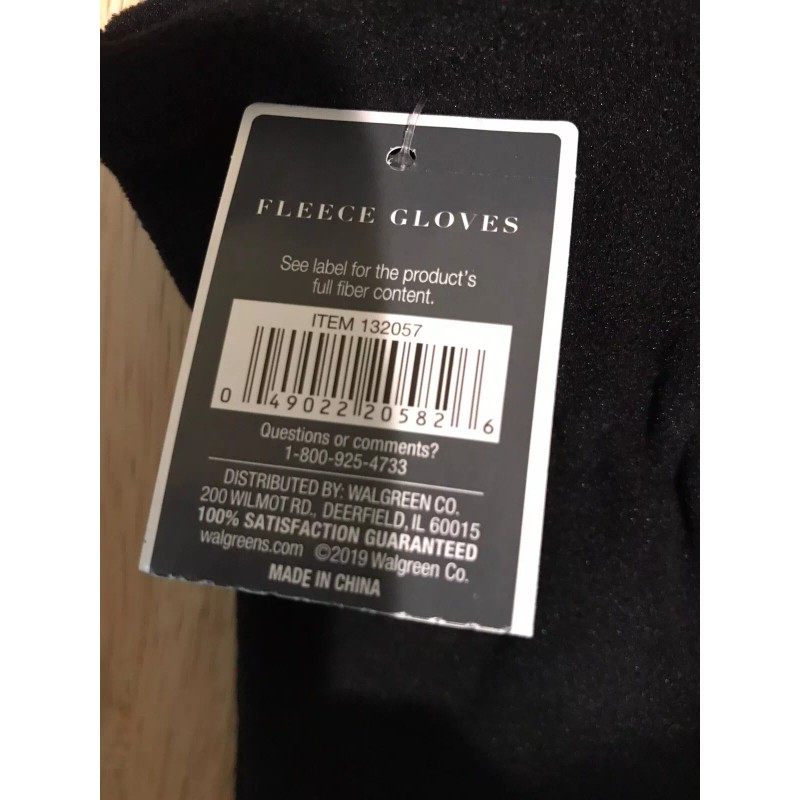 FLEECE GLOVES
See label for the product's
full fiber content.
ITEM 132057
0 49022 20582 6
Questions or comments?
1-800-925-4733
DISTRIBUTED BY: WALGREEN CO.
200 WILMOT RD., DEERFIELD, IL 60015
100% SATISFACTION GUARANTEED
walgreens.com ©2019 Walgreen Co.
MADE IN CHINA